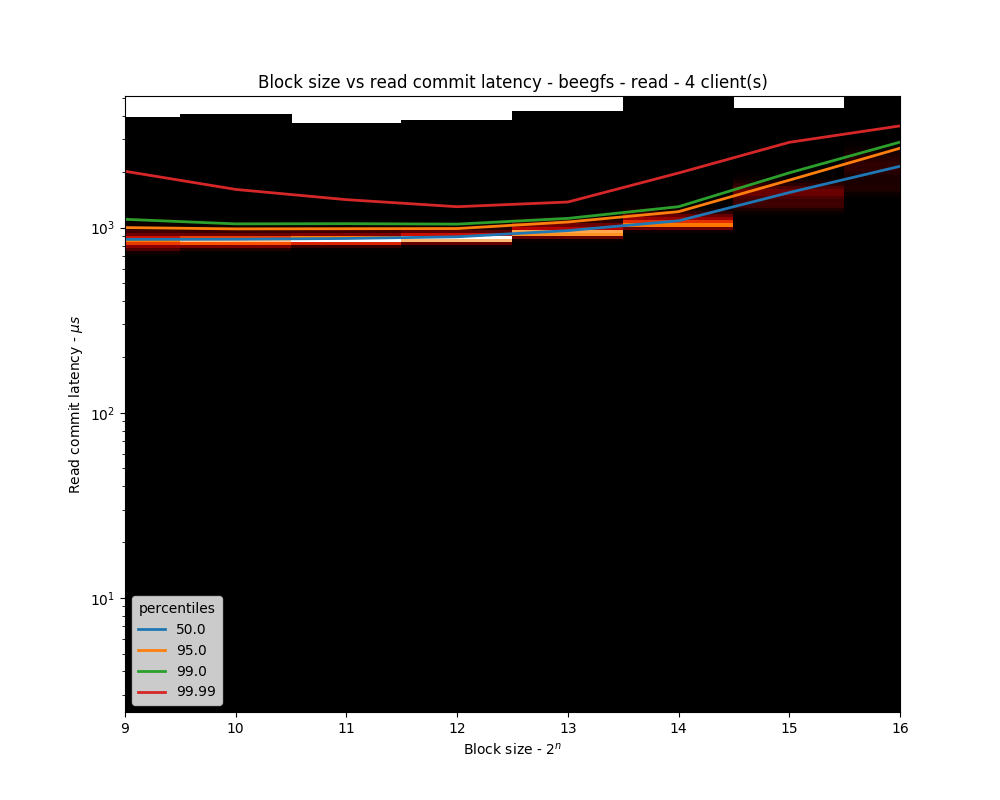 Block size vs read commit latency - beegfs - read - 4 client(s)
Read commit latency - μs
10³
10²
10¹
percentiles
50.0
95.0
99.0
99.99
9 10 11 12 13 14 15 16
Block size - 2ⁿ